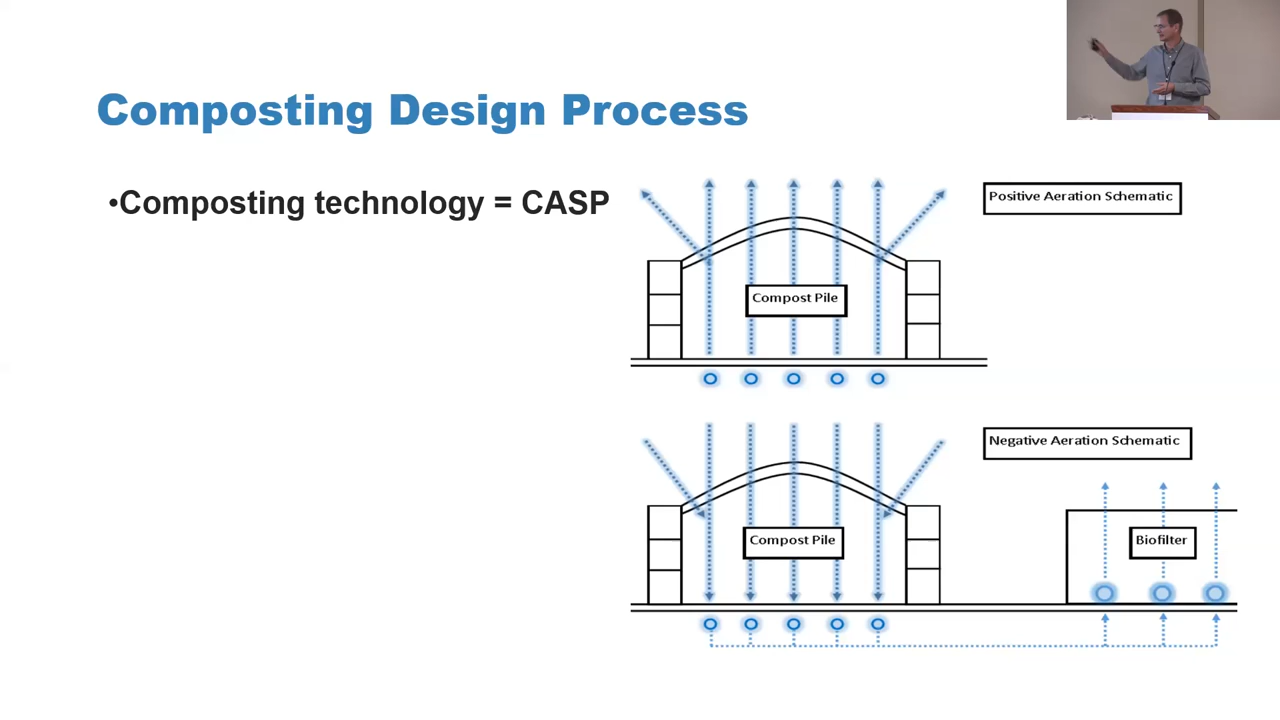 Composting Design Process
•Composting technology = CASP
Positive Aeration Schematic
Compost Pile
Negative Aeration Schematic
Compost Pile
Biofilter